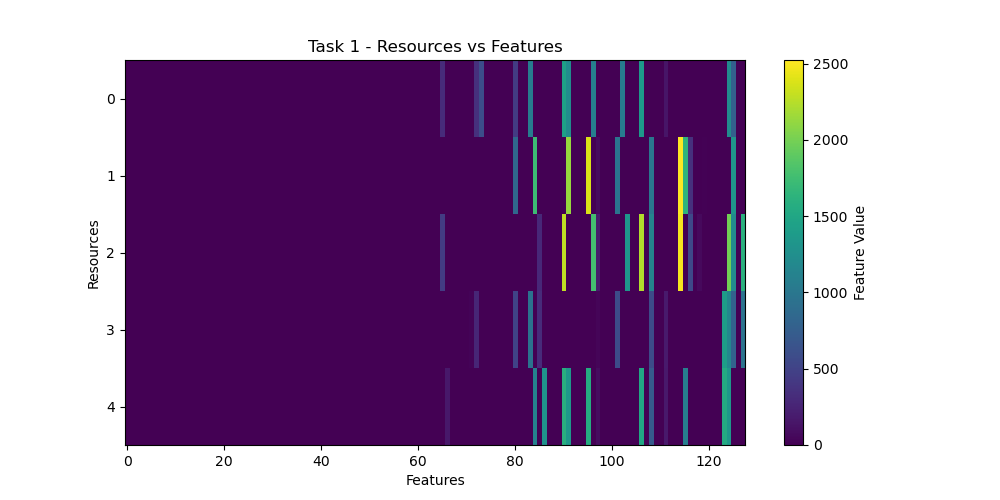 Task 1 - Resources vs Features
Resources
0
1
2
3
4
0 20 40 60 80 100 120
Features
2500
2000
1500
1000
500
0
Feature Value